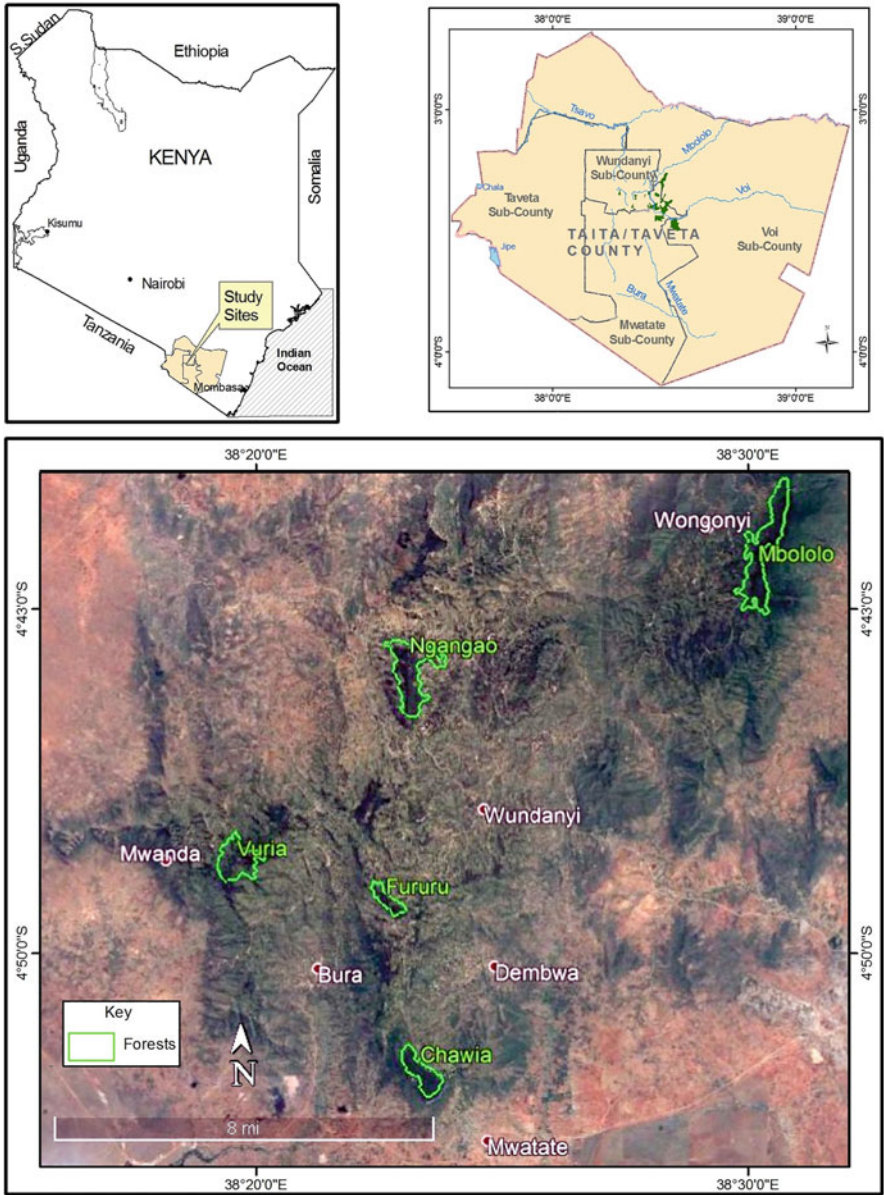 S.Sudan
Ethiopia
Uganda
KENYA
Somalia
Kisumu
Nairobi
Study
Sites
Tanzania
Indian
Ocean
Mombasa
38°0'0"E
39°0'0"E
3°0'S
4°0'S
3°0'S
4°0'S
Tsavo
Mbololo
Wundanyi
Sub-County
Chala
Taveta
Sub-County
Voi
TAITA/TAVETA
COUNTY
Voi
Sub-County
Jipe
Bura
Mwatate
Mwatate
Sub-County
N
38°0'0"E
39°0'0"E
38°20'0"E
38°30'0"E
Wongonyi
Mbololo
4°43'0"S
4°43'0"S
Ngangao
Wundanyi
Mwanda
Vuria
Fururu
4°50'0"S
4°50'0"S
Bura
Dembwa
Key
Forests
N
Chawia
8 mi
Mwatate
38°20'0"E
38°30'0"E